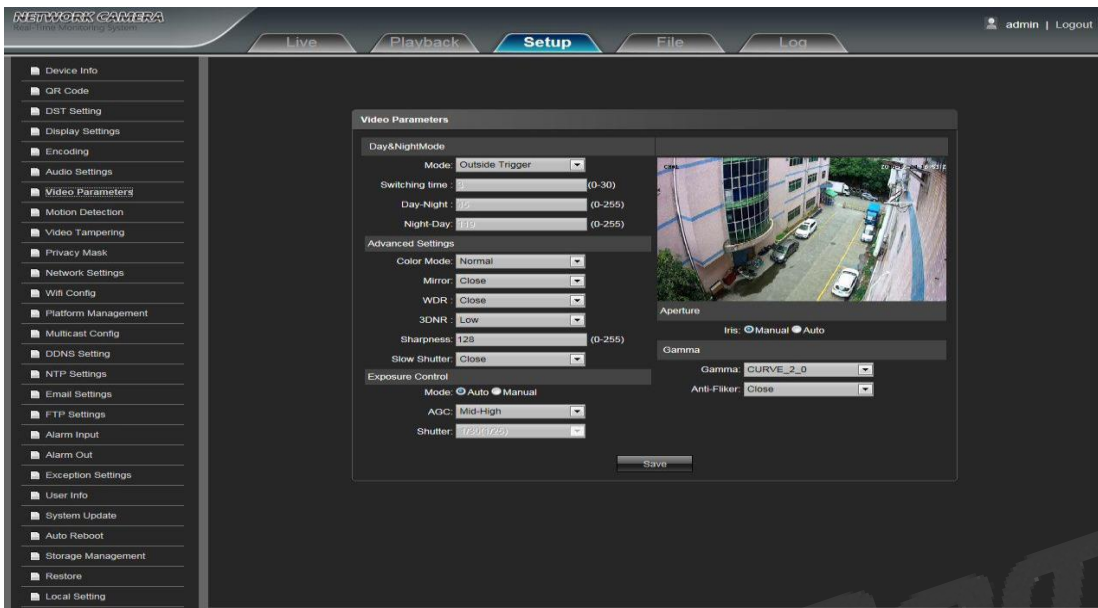 NETWORK CAMERA
Real-Time Monitoring System
admin | Logout
Live
Playback
Setup
File
Log
Device Info
QR Code
DST Setting
Display Settings
Encoding
Audio Settings
Video Parameters
Motion Detection
Video Tampering
Privacy Mask
Network Settings
Wifi Config
Platform Management
Multicast Config
DDNS Setting
NTP Settings
Email Settings
FTP Settings
Alarm Input
Alarm Out
Exception Settings
User Info
System Update
Auto Reboot
Storage Management
Restore
Local Setting
Video Parameters
Day&NightMode
Mode: Outside Trigger
Switching time : (0-30)
Day-Night : (0-255)
Night-Day: (0-255)
Advanced Settings
Color Mode: Normal
Mirror: Close
WDR : Close
3DNR : Low
Sharpness: 128 (0-255)
Slow Shutter: Close
Exposure Control
Mode: Auto Manual
AGC: Mid-High
Shutter: 1/30(1/25)
Aperture
Iris: Manual Auto
Gamma
Gamma: CURVE_2_0
Anti-Fliker: Close
Save